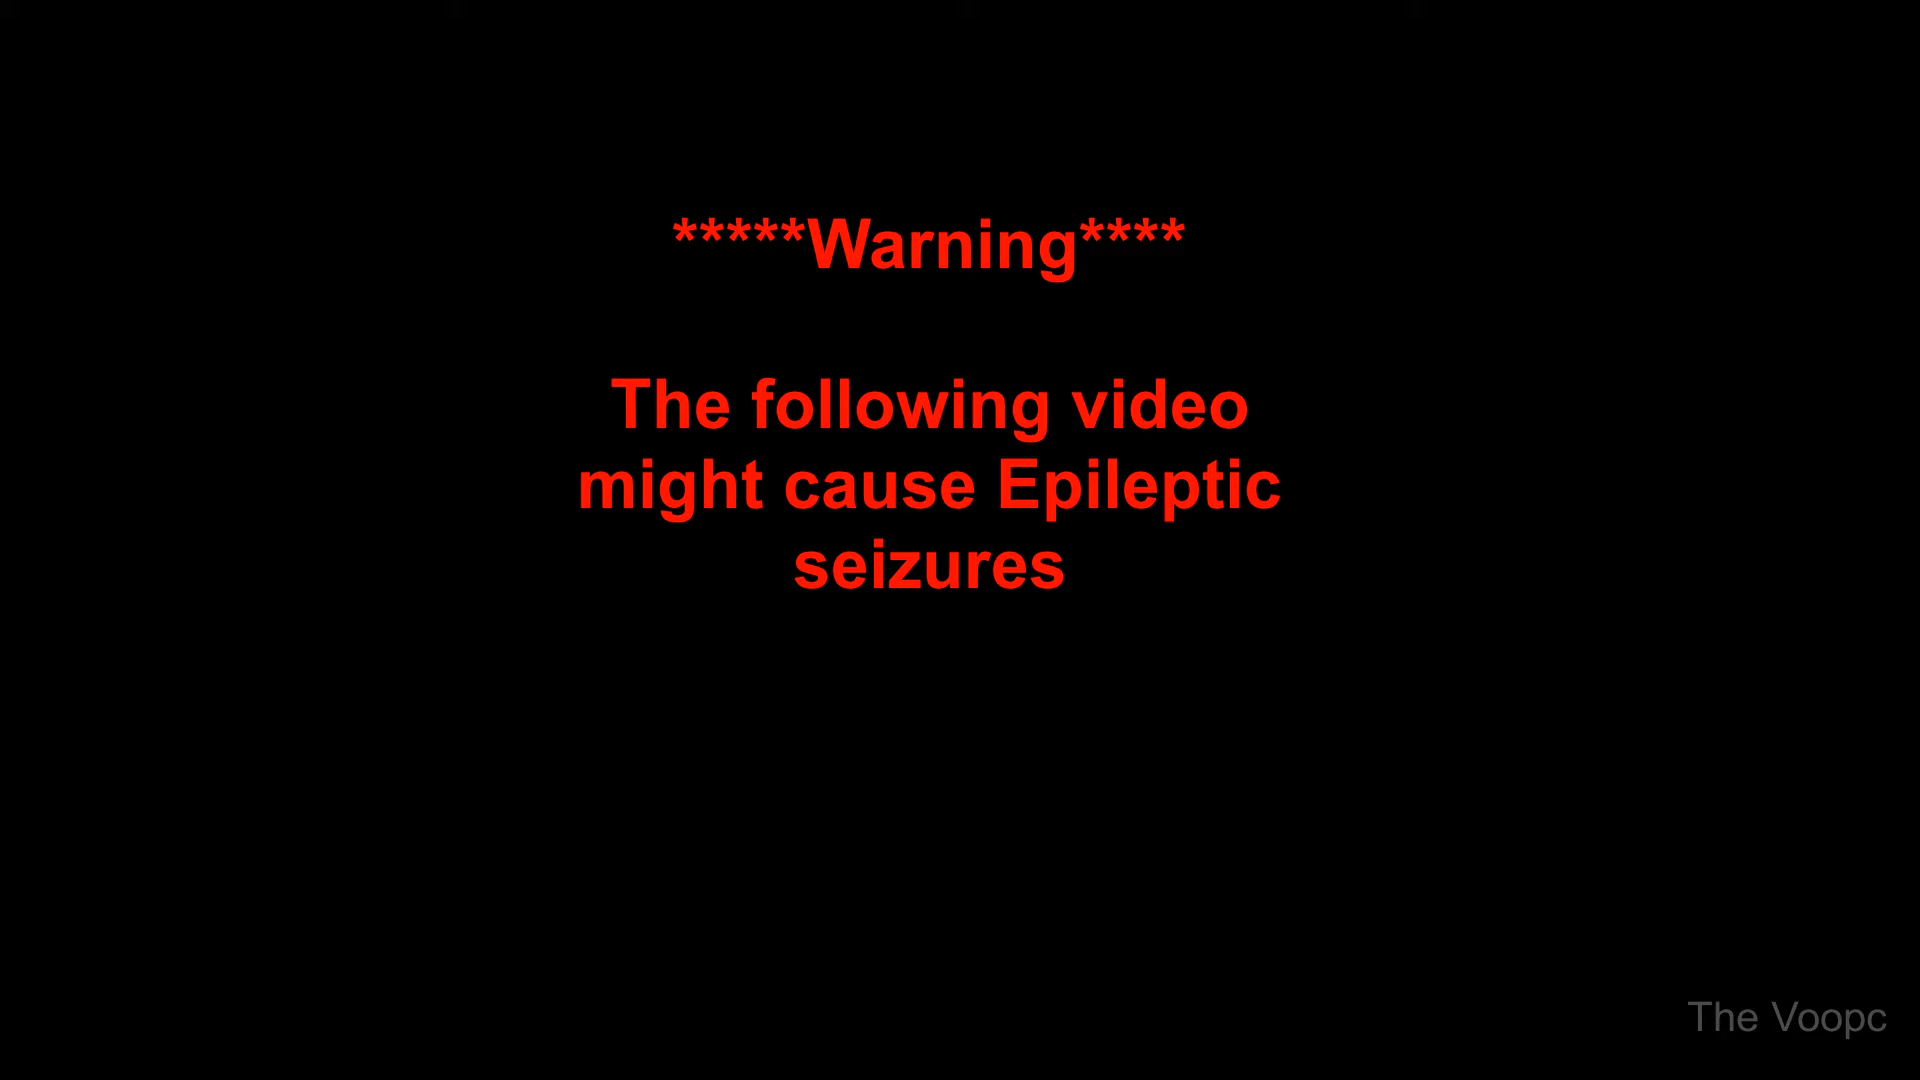 *****Warning****
The following video
might cause Epileptic
seizures
The Voopc